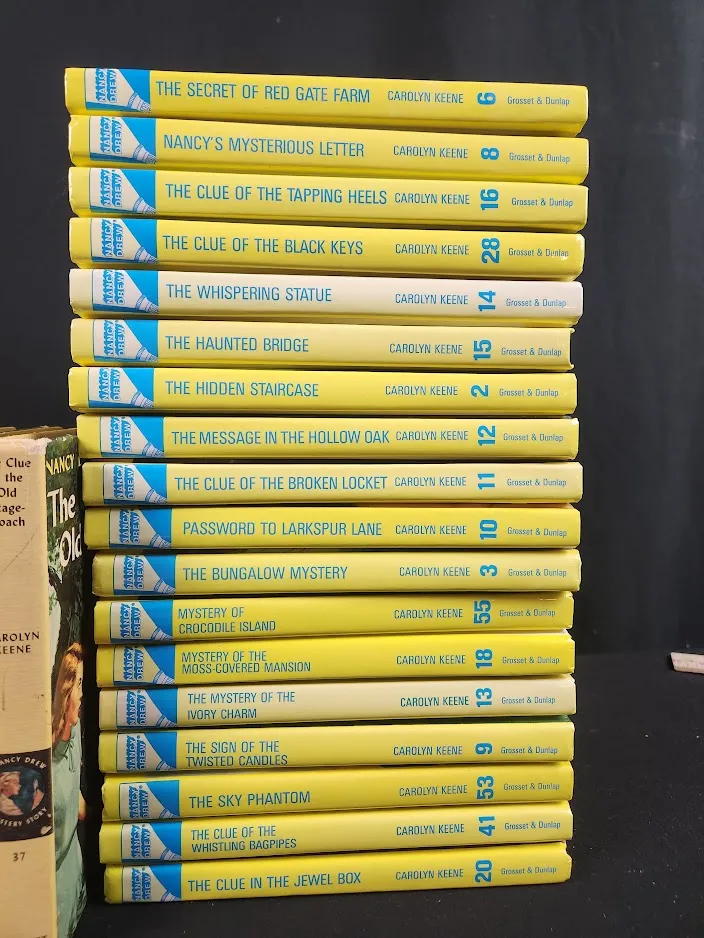 NANCY DREW THE SECRET OF RED GATE FARM CAROLYN KEENE 6 Grosset & Dunlap
NANCY DREW NANCY'S MYSTERIOUS LETTER CAROLYN KEENE 8 Grosset & Dunlap
NANCY DREW THE CLUE OF THE TAPPING HEELS CAROLYN KEENE 16 Grosset & Dunlap
NANCY DREW THE CLUE OF THE BLACK KEYS CAROLYN KEENE 28 Grosset & Dunlap
NANCY DREW THE WHISPERING STATUE CAROLYN KEENE 14 Grosset & Dunlap
NANCY DREW THE HAUNTED BRIDGE CAROLYN KEENE 15 Grosset & Dunlap
NANCY DREW THE HIDDEN STAIRCASE CAROLYN KEENE 2 Grosset & Dunlap
NANCY DREW THE MESSAGE IN THE HOLLOW OAK CAROLYN KEENE 12 Grosset & Dunlap
NANCY DREW THE CLUE OF THE BROKEN LOCKET CAROLYN KEENE 11 Grosset & Dunlap
NANCY DREW PASSWORD TO LARKSPUR LANE CAROLYN KEENE 10 Grosset & Dunlap
NANCY DREW THE BUNGALOW MYSTERY CAROLYN KEENE 3 Grosset & Dunlap
NANCY DREW MYSTERY OF
CROCODILE ISLAND CAROLYN KEENE 55 Grosset & Dunlap
NANCY DREW MYSTERY OF THE
MOSS-COVERED MANSION CAROLYN KEENE 18 Grosset & Dunlap
NANCY DREW THE MYSTERY OF THE
IVORY CHARM CAROLYN KEENE 13 Grosset & Dunlap
NANCY DREW THE SIGN OF THE
TWISTED CANDLES CAROLYN KEENE 9 Grosset & Dunlap
NANCY DREW THE SKY PHANTOM CAROLYN KEENE 53 Grosset & Dunlap
NANCY DREW THE CLUE OF THE
WHISTLING BAGPIPES CAROLYN KEENE 41 Grosset & Dunlap
NANCY DREW THE CLUE IN THE JEWEL BOX CAROLYN KEENE 20 Grosset & Dunlap
Clue
the
Old
tage-
oach
AROLYN
KEENE
NANCY DREW
STERY STORY
37
NANCY
The
Old